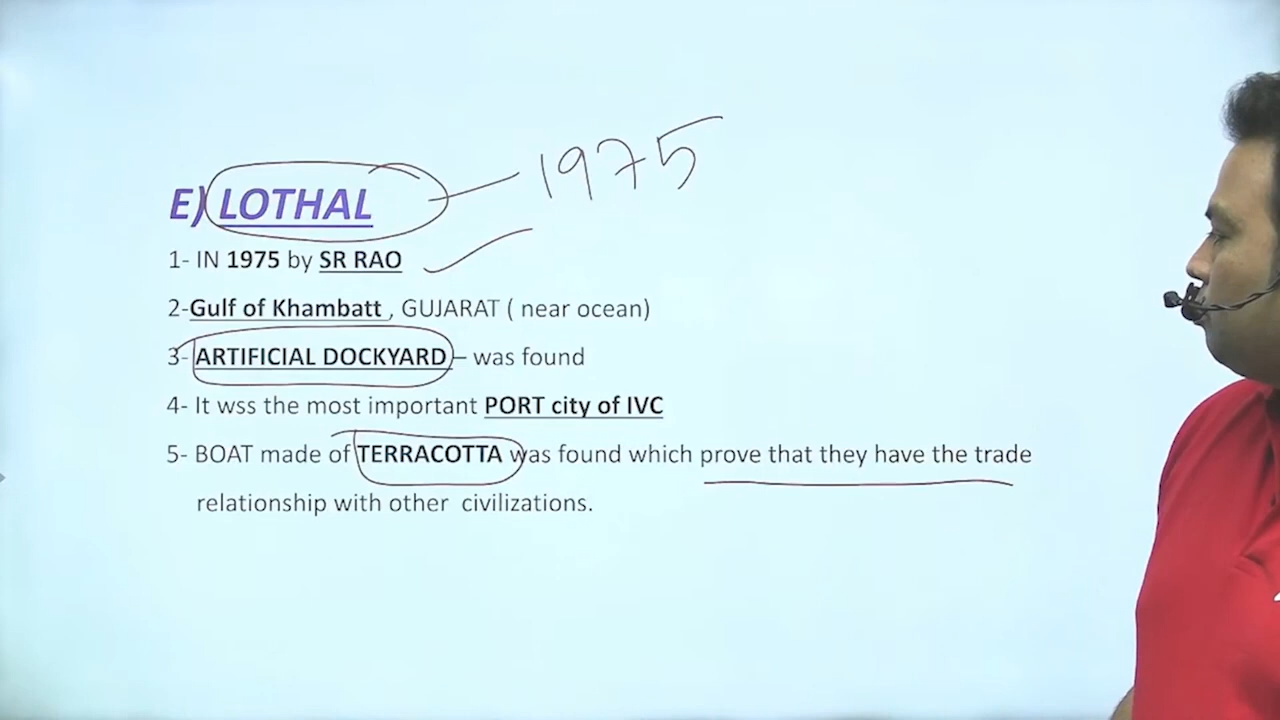 E) LOTHAL
1975
1- IN 1975 by SR RAO
2-Gulf of Khambatt , GUJARAT ( near ocean)
3- ARTIFICIAL DOCKYARD – was found
4- It wss the most important PORT city of IVC
5- BOAT made of TERRACOTTA was found which prove that they have the trade
relationship with other civilizations.